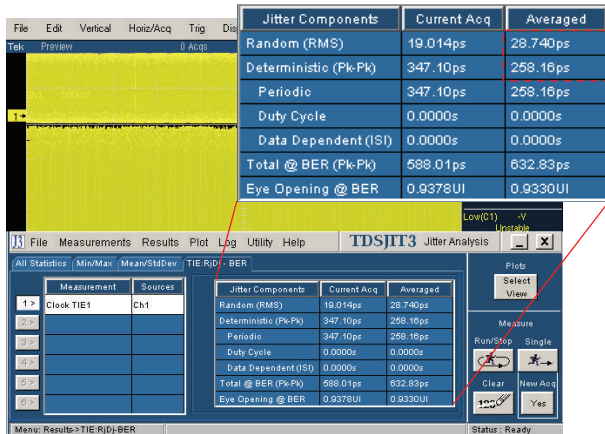 File Edit Vertical Horiz/Acq Trig Dis
Tek Preview 0 Acqs
Ch1 500mV
1
Jitter Components Current Acq Averaged
Random (RMS) 19.014ps 28.740ps
Deterministic (Pk-Pk) 347.10ps 258.16ps
Periodic 347.10ps 258.16ps
Duty Cycle 0.0000s 0.0000s
Data Dependent (ISI) 0.0000s 0.0000s
Total @ BER (Pk-Pk) 588.01ps 632.83ps
Eye Opening @ BER 0.9378UI 0.9330UI
Low(C1) -V
Unstable
J3 File Measurements Results Plot Log Utility Help TDSJIT3 Jitter Analysis _ X
All Statistics Min/Max Mean/StdDev TIE:RjDj - BER
Measurement Sources
1 > Clock TIE1 Ch1
2 >
3 >
4 >
5 >
6 >
Jitter Components Current Acq Averaged
Random (RMS) 19.014ps 28.740ps
Deterministic (Pk-Pk) 347.10ps 258.16ps
Periodic 347.10ps 258.16ps
Duty Cycle 0.0000s 0.0000s
Data Dependent (ISI) 0.0000s 0.0000s
Total @ BER (Pk-Pk) 588.01ps 632.83ps
Eye Opening @ BER 0.9378UI 0.9330UI
Plots
Select
View
Measure
Run/Stop Single
Clear New Acq
123 Yes
Menu: Results->TIE:RjDj-BER
Status : Ready